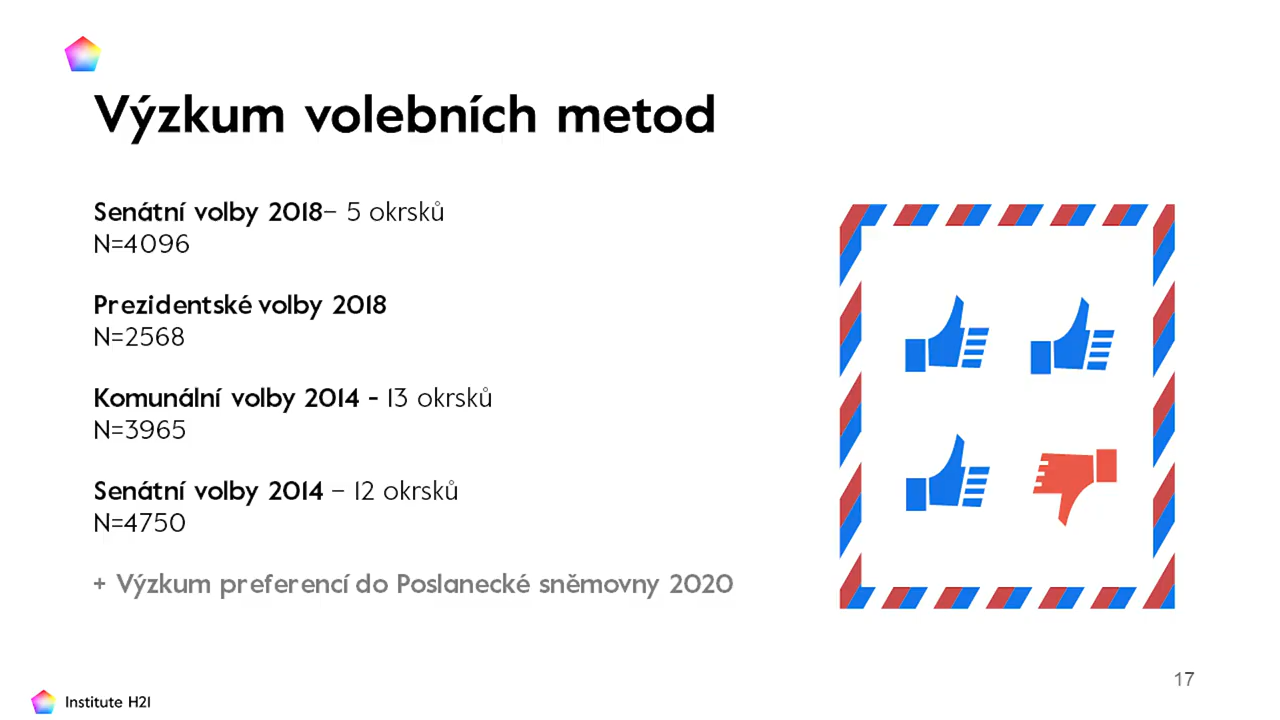 Výzkum volebních metod
Senátní volby 2018– 5 okrsků
N=4096
Prezidentské volby 2018
N=2568
Komunální volby 2014 - 13 okrsků
N=3965
Senátní volby 2014 – 12 okrsků
N=4750
+ Výzkum preferencí do Poslanecké sněmovny 2020
17
Institute H21